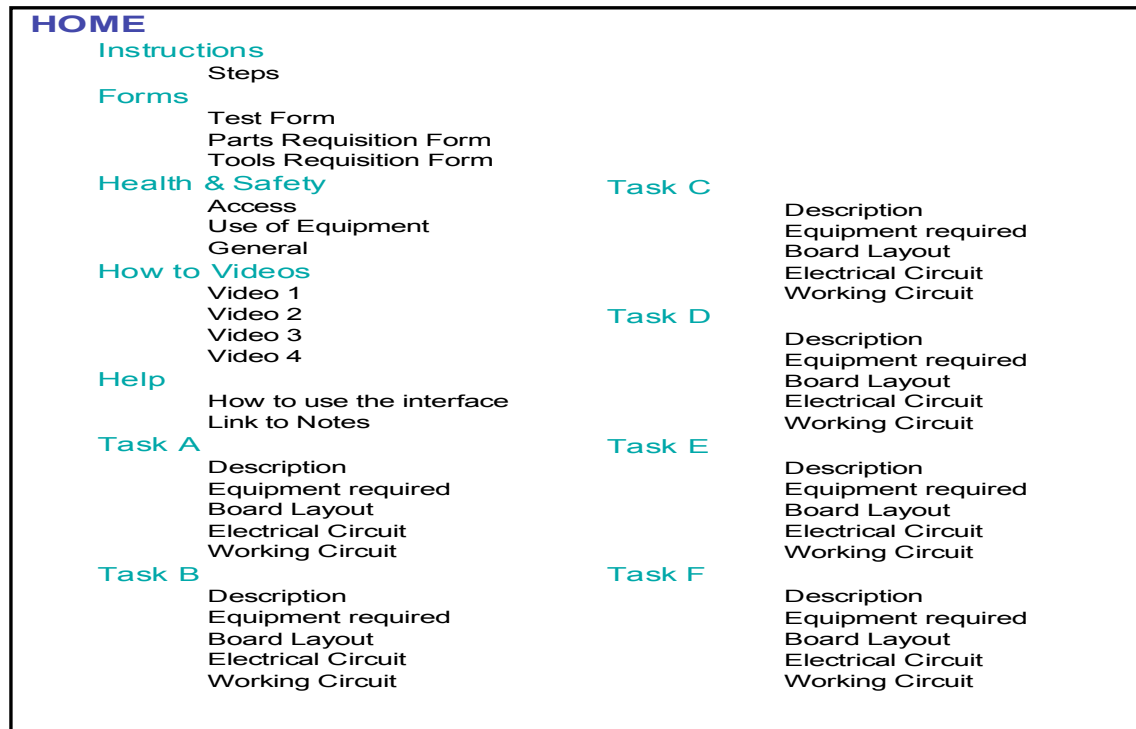 HOME
Instructions
Steps
Forms
Test Form
Parts Requisition Form
Tools Requisition Form
Health & Safety
Access
Use of Equipment
General
How to Videos
Video 1
Video 2
Video 3
Video 4
Help
How to use the interface
Link to Notes
Task A
Description
Equipment required
Board Layout
Electrical Circuit
Working Circuit
Task B
Description
Equipment required
Board Layout
Electrical Circuit
Working Circuit
Task C
Description
Equipment required
Board Layout
Electrical Circuit
Working Circuit
Task D
Description
Equipment required
Board Layout
Electrical Circuit
Working Circuit
Task E
Description
Equipment required
Board Layout
Electrical Circuit
Working Circuit
Task F
Description
Equipment required
Board Layout
Electrical Circuit
Working Circuit